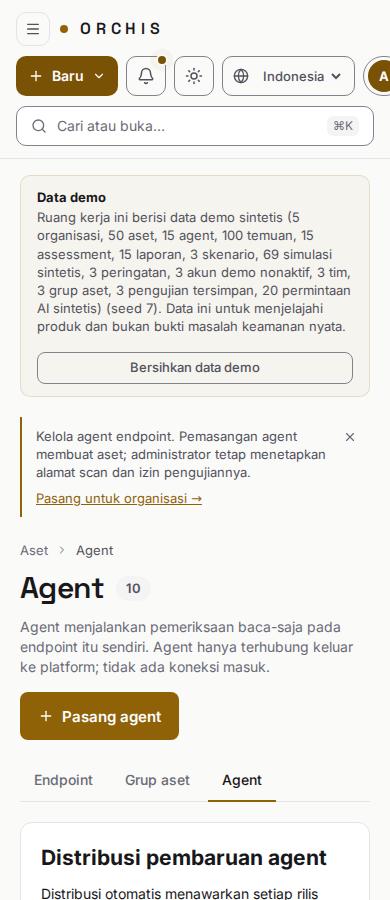 ORCHIS
Baru
Indonesia
A
Cari atau buka...
⌘K
Data demo
Ruang kerja ini berisi data demo sintetis (5
organisasi, 50 aset, 15 agent, 100 temuan, 15
assessment, 15 laporan, 3 skenario, 69 simulasi
sintetis, 3 peringatan, 3 akun demo nonaktif, 3 tim,
3 grup aset, 3 pengujian tersimpan, 20 permintaan
AI sintetis) (seed 7). Data ini untuk menjelajahi
produk dan bukan bukti masalah keamanan nyata.
Bersihkan data demo
Kelola agent endpoint. Pemasangan agent
membuat aset; administrator tetap menetapkan
alamat scan dan izin pengujiannya.
Pasang untuk organisasi →
Aset > Agent
Agent 10
Agent menjalankan pemeriksaan baca-saja pada
endpoint itu sendiri. Agent hanya terhubung keluar
ke platform; tidak ada koneksi masuk.
+ Pasang agent
Endpoint Grup aset Agent
Distribusi pembaruan agent
Distribusi otomatis menawarkan setiap rilis